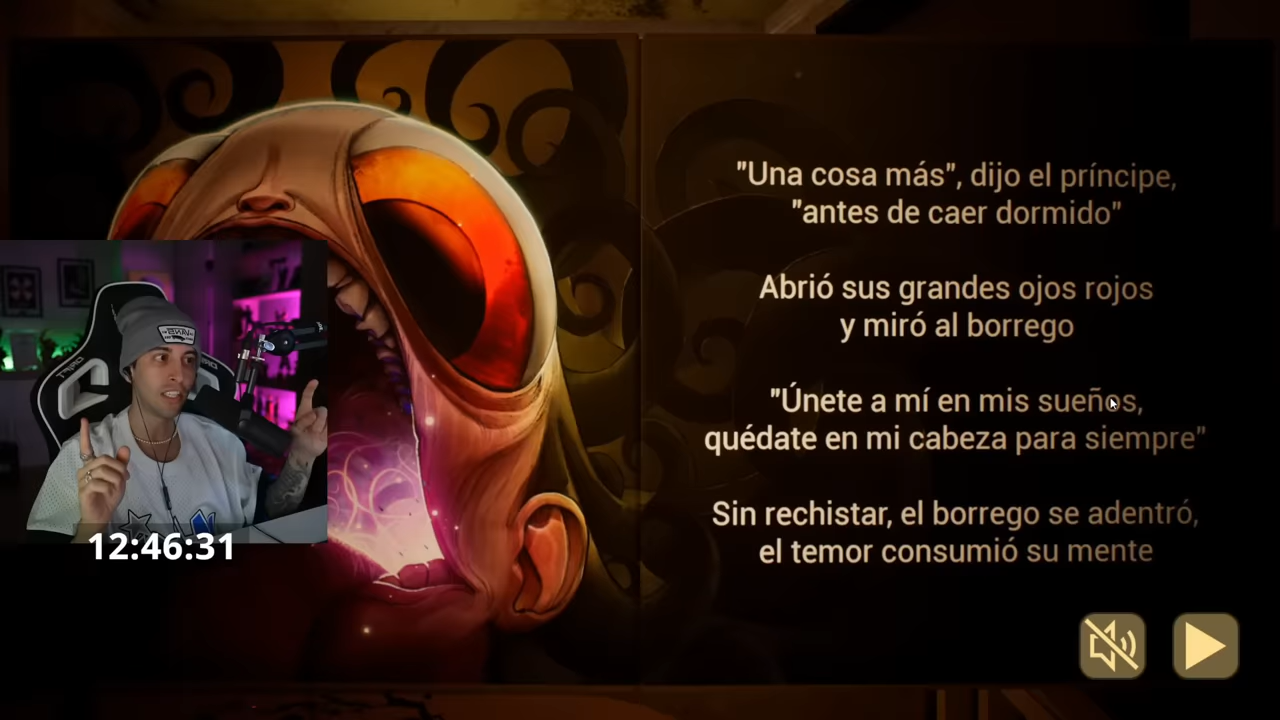 "Una cosa más", dijo el príncipe,
"antes de caer dormido"
Abrió sus grandes ojos rojos
y miró al borrego
"Únete a mí en mis sueños,
quédate en mi cabeza para siempre"
Sin rechistar, el borrego se adentró,
el temor consumió su mente
12:46:31